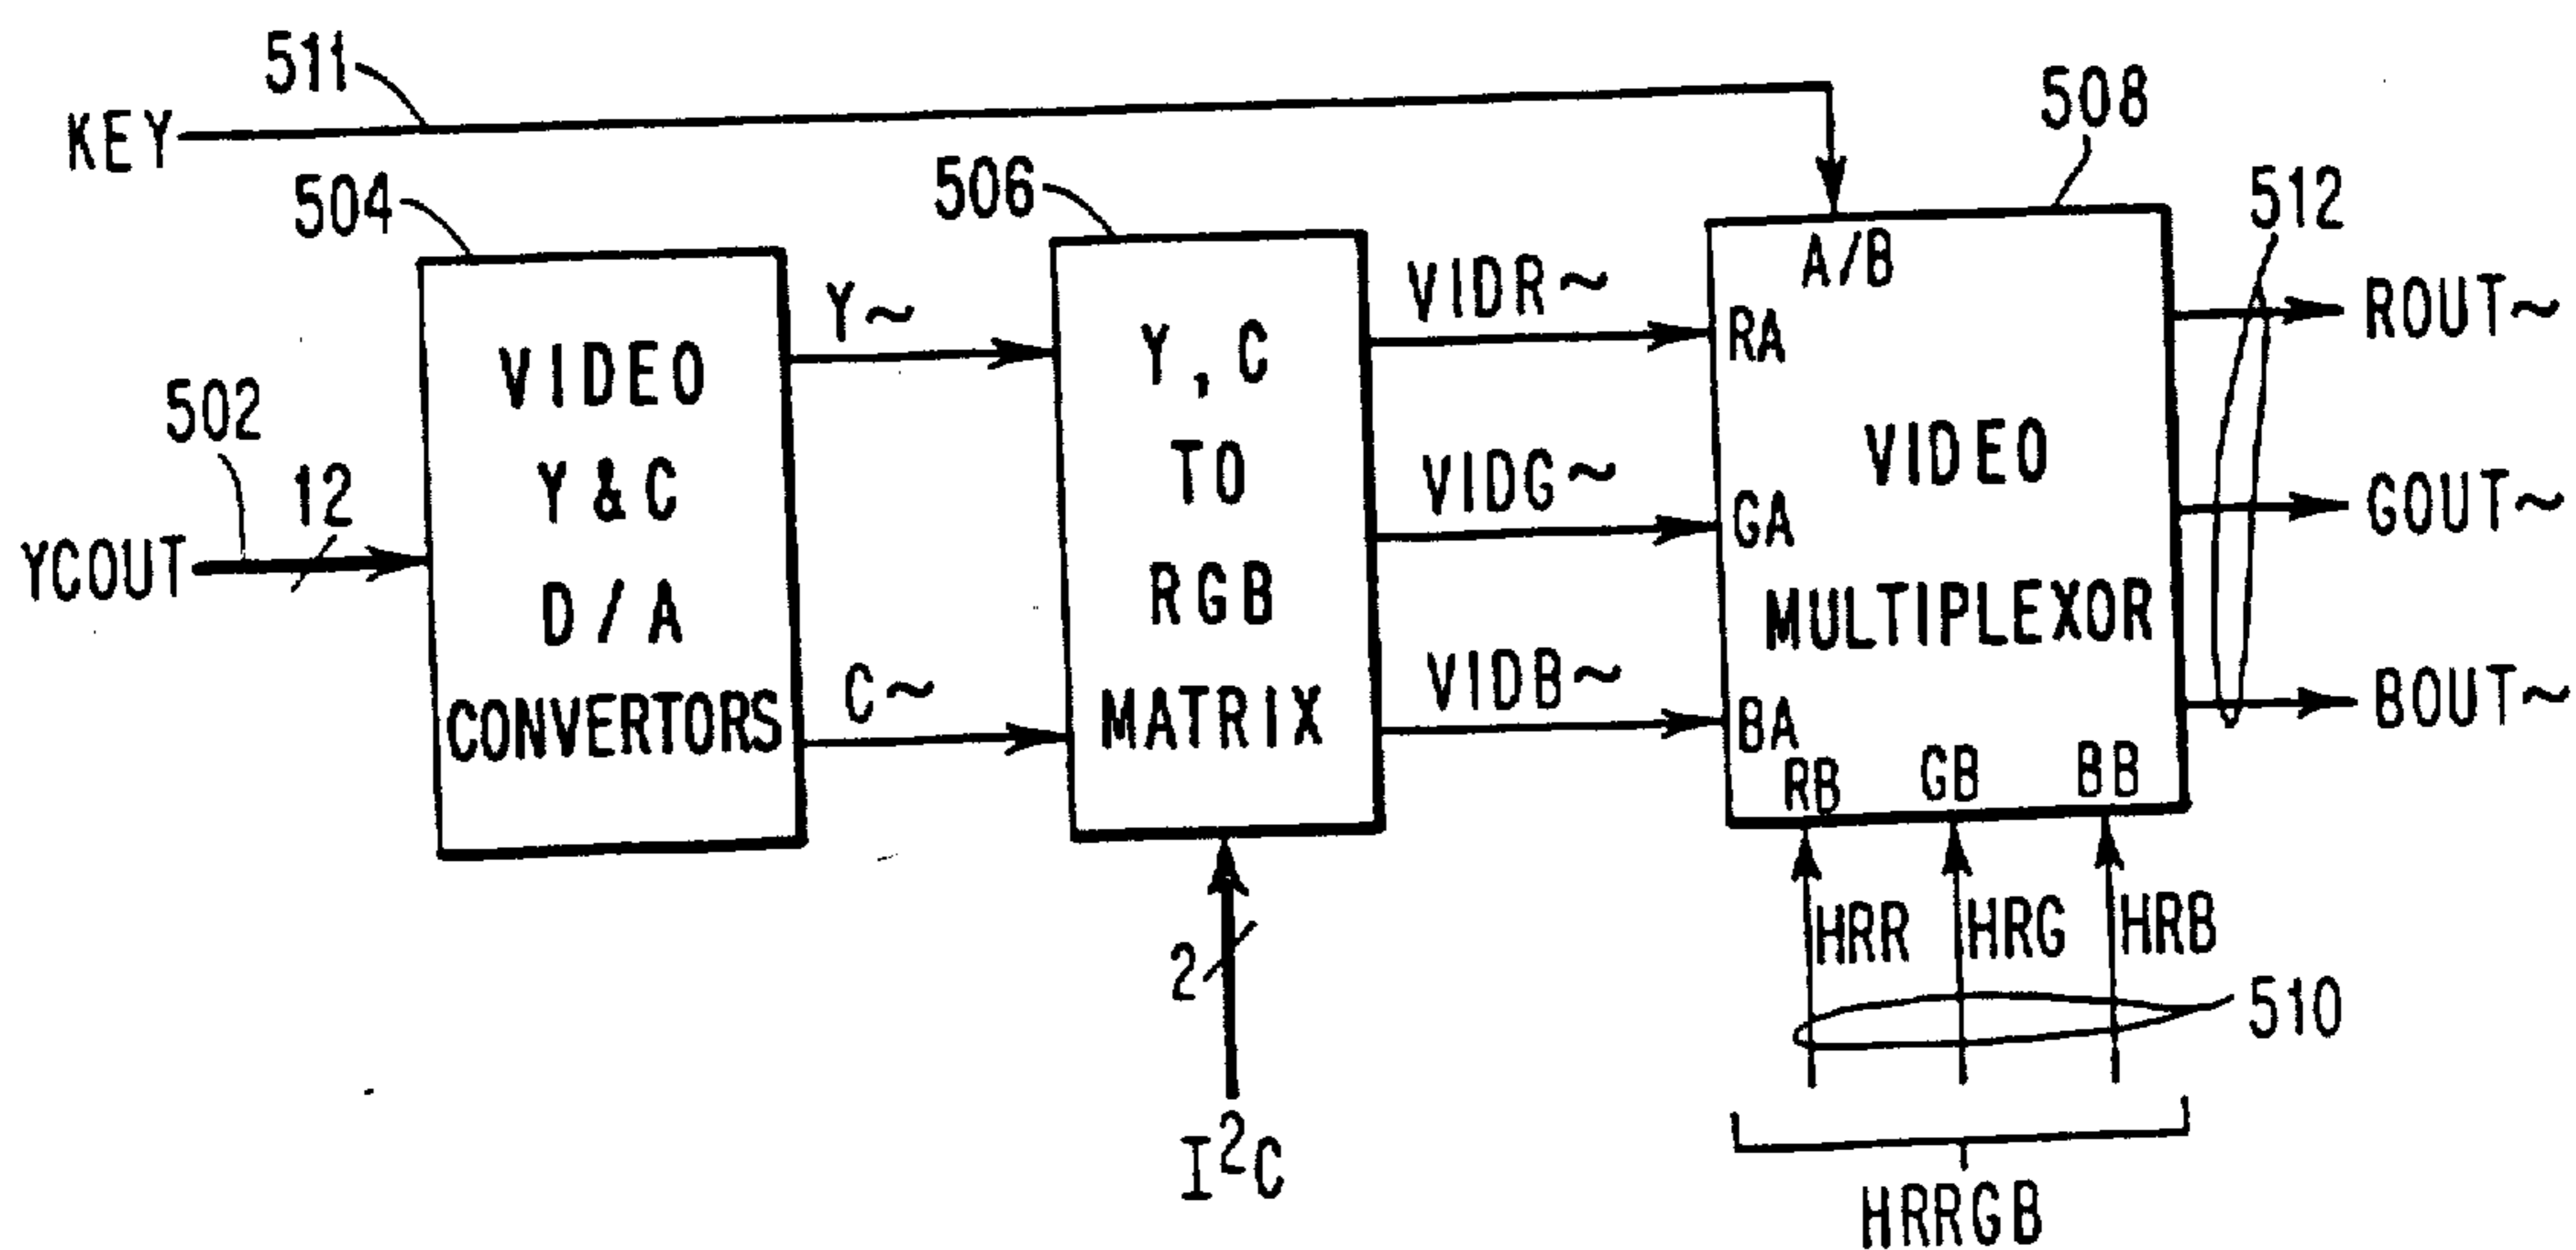 511
KEY
504
506
508
512
502
12
YCOUT
VIDEO
Y & C
D / A
CONVERTORS
Y~
C~
Y , C
TO
RGB
MATRIX
2
I²C
VIDR~
VIDG~
VIDB~
A/B
RA
GA
BA
VIDEO
MULTIPLEXOR
RB GB BB
HRR HRG HRB
510
HRRGB
ROUT~
GOUT~
BOUT~